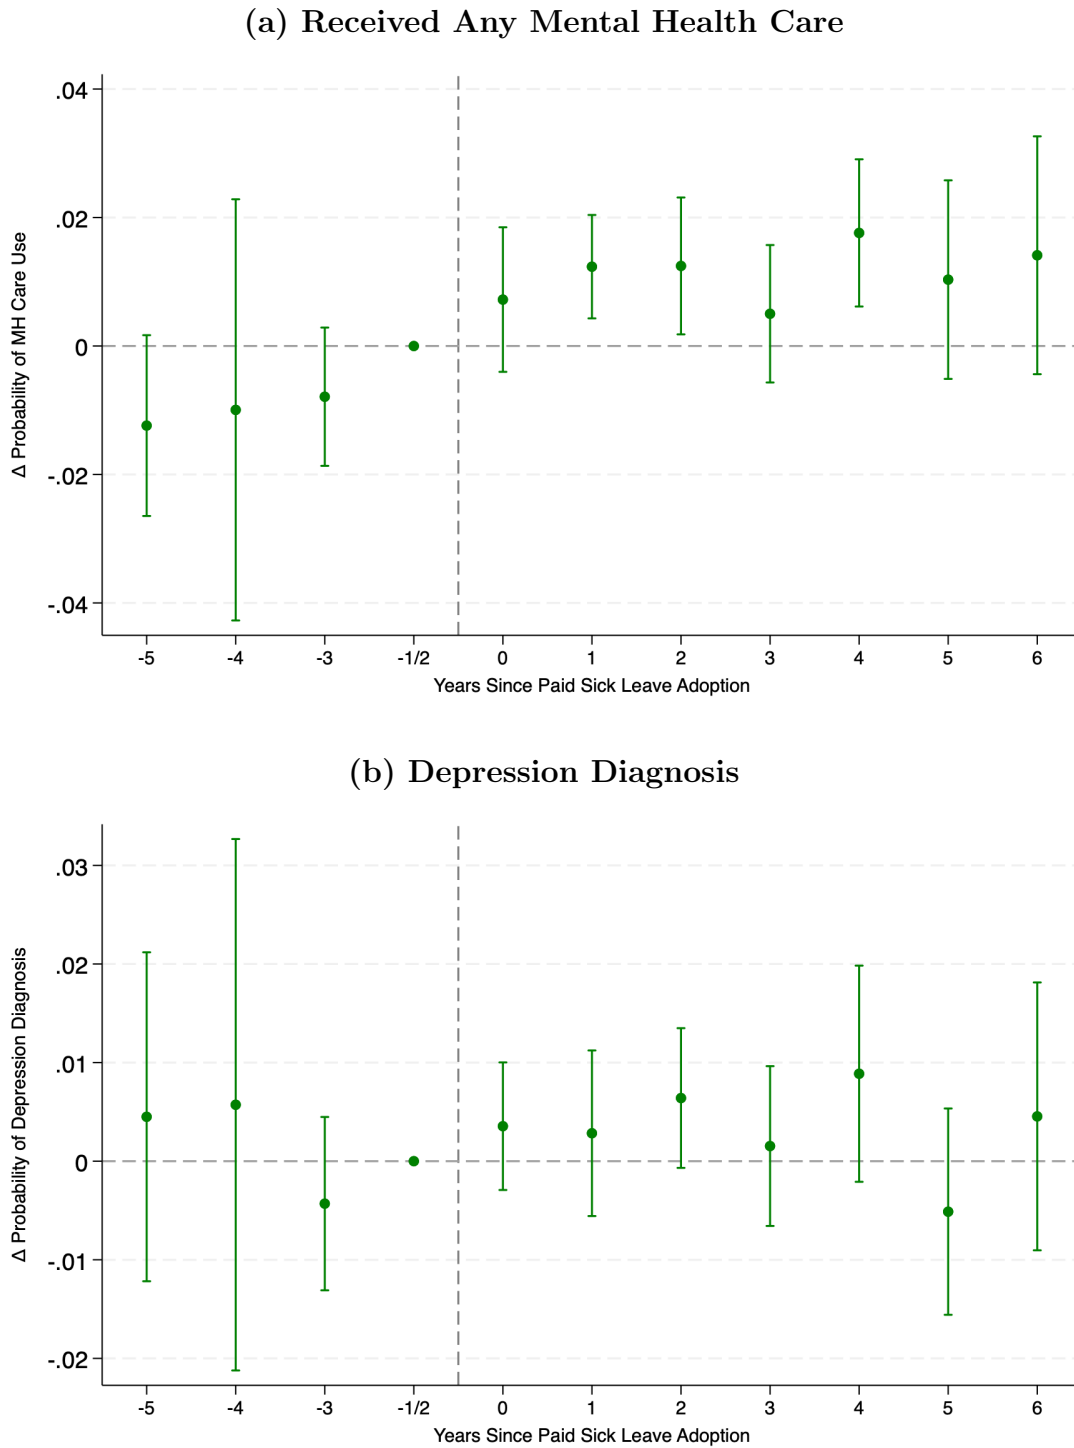 (a) Received Any Mental Health Care
.04
.02
0
-.02
-.04
Δ Probability of MH Care Use
-5 -4 -3 -1/2 0 1 2 3 4 5 6
Years Since Paid Sick Leave Adoption
(b) Depression Diagnosis
.03
.02
.01
0
-.01
-.02
Δ Probability of Depression Diagnosis
-5 -4 -3 -1/2 0 1 2 3 4 5 6
Years Since Paid Sick Leave Adoption